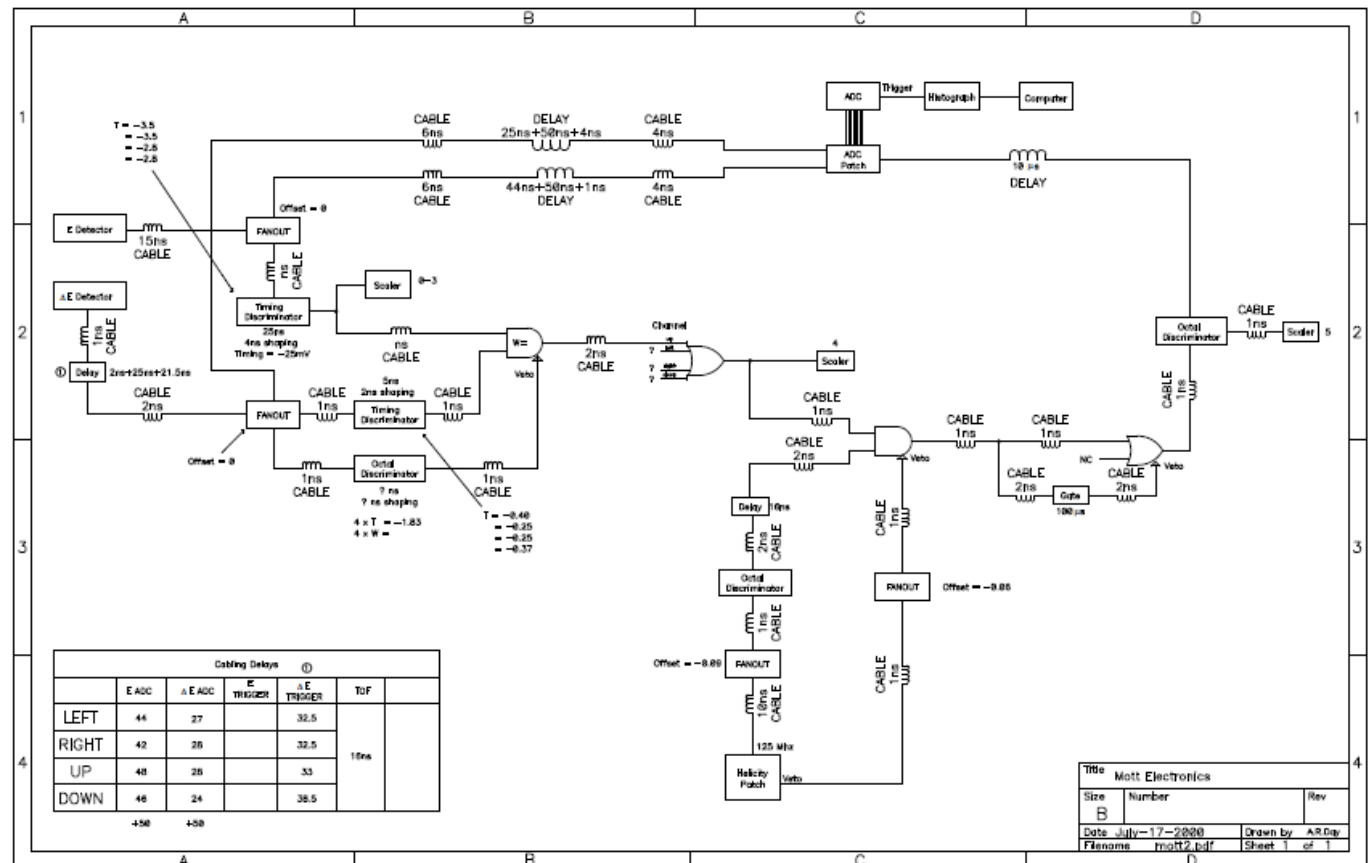 A B C D
1
ADC Trigger Histograph Computer
T = -3.5
= -3.5
= -2.8
= -2.8
CABLE
6ns
DELAY
25ns+50ns+4ns
CABLE
4ns
ADC
Patch
10 µs
DELAY
6ns
CABLE
44ns+50ns+1ns
DELAY
4ns
CABLE
Offset = 0
E Detector
15ns
CABLE
FANOUT
ns
CABLE
Scaler 0-3
ΔE Detector
1ns
CABLE
Timing
Discriminator
25ns
4ns shaping
Timing = -25mV
2
ns
CABLE
W=
Veto
2ns
CABLE
Channel
?
?
?
4
Scaler
Octal
Discriminator
CABLE
1ns
Scaler 5
① Delay 2ns+25ns+21.5ns
CABLE
2ns
FANOUT
CABLE
1ns
5ns
2ns shaping
Timing
Discriminator
CABLE
1ns
Offset = 0
1ns
CABLE
Octal
Discriminator
? ns
? ns shaping
1ns
CABLE
4 x T = -1.83
4 x W =
T = -0.40
= -0.25
= -0.25
= -0.37
CABLE
1ns
CABLE
2ns
Veto
CABLE
1ns
CABLE
1ns
NC
Veto
CABLE
1ns
CABLE
2ns
Gate
100µs
CABLE
2ns
3
Delay 16ns
2ns
CABLE
CABLE
1ns
Octal
Discriminator
FANOUT Offset = -0.06
1ns
CABLE
Offset = -0.09 FANOUT
CABLE
1ns
10ns
CABLE
125 Mhz
Helicity
Patch
Veto
4
Cabling Delays ①
E ADC ΔE ADC E TRIGGER ΔE TRIGGER TOF
LEFT 44 27 32.5
RIGHT 42 26 32.5
16ns
UP 48 26 33
DOWN 46 24 38.5
+50 +50
Title Mott Electronics
Size Number Rev
B
Date July-17-2000 Drawn by A.R.Day
Filename mott2.pdf Sheet 1 of 1
A B C D